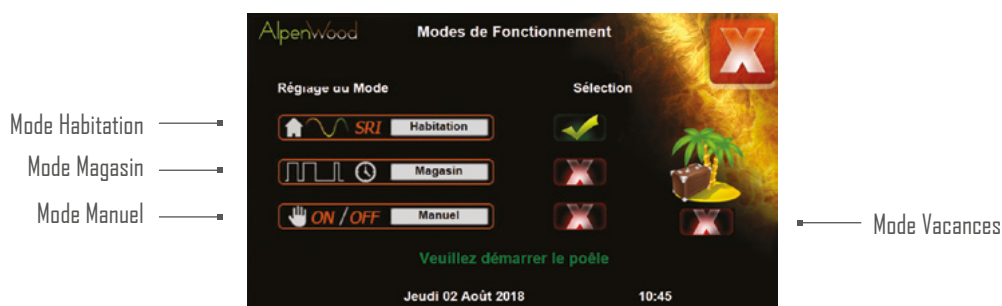 AlpenWood
Modes de Fonctionnement
X
Réglage du Mode
Sélection
Mode Habitation
SRI Habitation
Mode Magasin
Magasin
Mode Manuel
ON / OFF Manuel
Mode Vacances
Veuillez démarrer le poêle
Jeudi 02 Août 2018 10:45